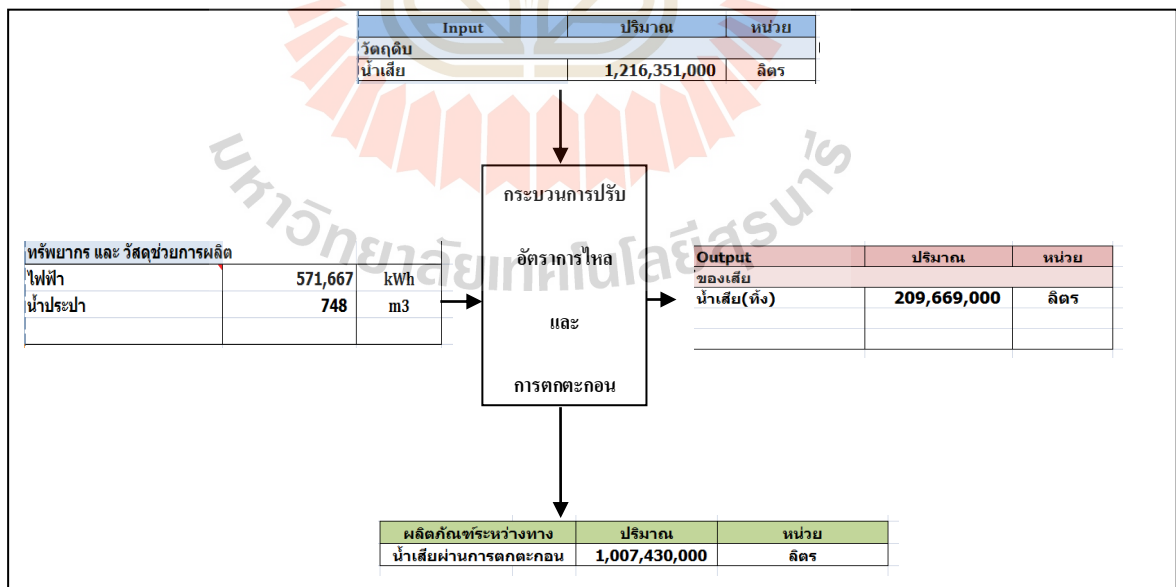 Input ปริมาณ หน่วย
วัตถุดิบ
น้ำเสีย 1,216,351,000 ลิตร
กระบวนการปรับ
อัตราการไหล
และ
การตกตะกอน
ทรัพยากร และ วัสดุช่วยการผลิต
ไฟฟ้า 571,667 kWh
น้ำประปา 748 m3
Output ปริมาณ หน่วย
ของเสีย
น้ำเสีย(ทิ้ง) 209,669,000 ลิตร
ผลิตภัณฑ์ระหว่างทาง ปริมาณ หน่วย
น้ำเสียผ่านการตกตะกอน 1,007,430,000 ลิตร
มหาวิทยาลัยเทคโนโลยีสุรนารี